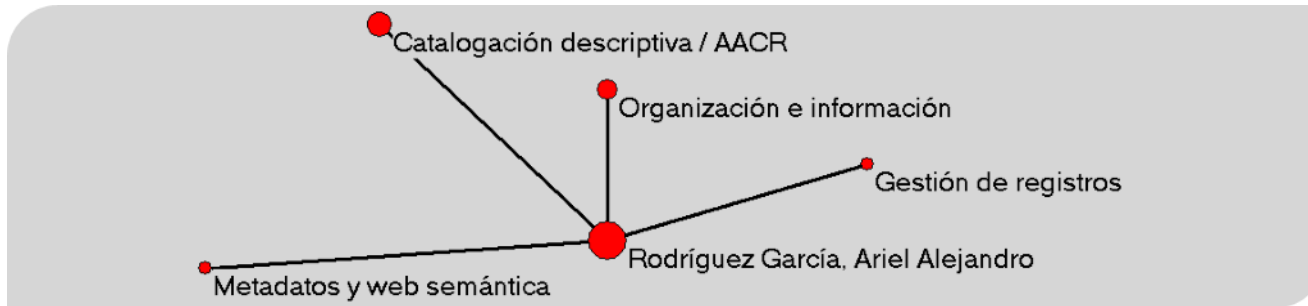 Catalogación descriptiva / AACR
Organización e información
Gestión de registros
Rodríguez García, Ariel Alejandro
Metadatos y web semántica